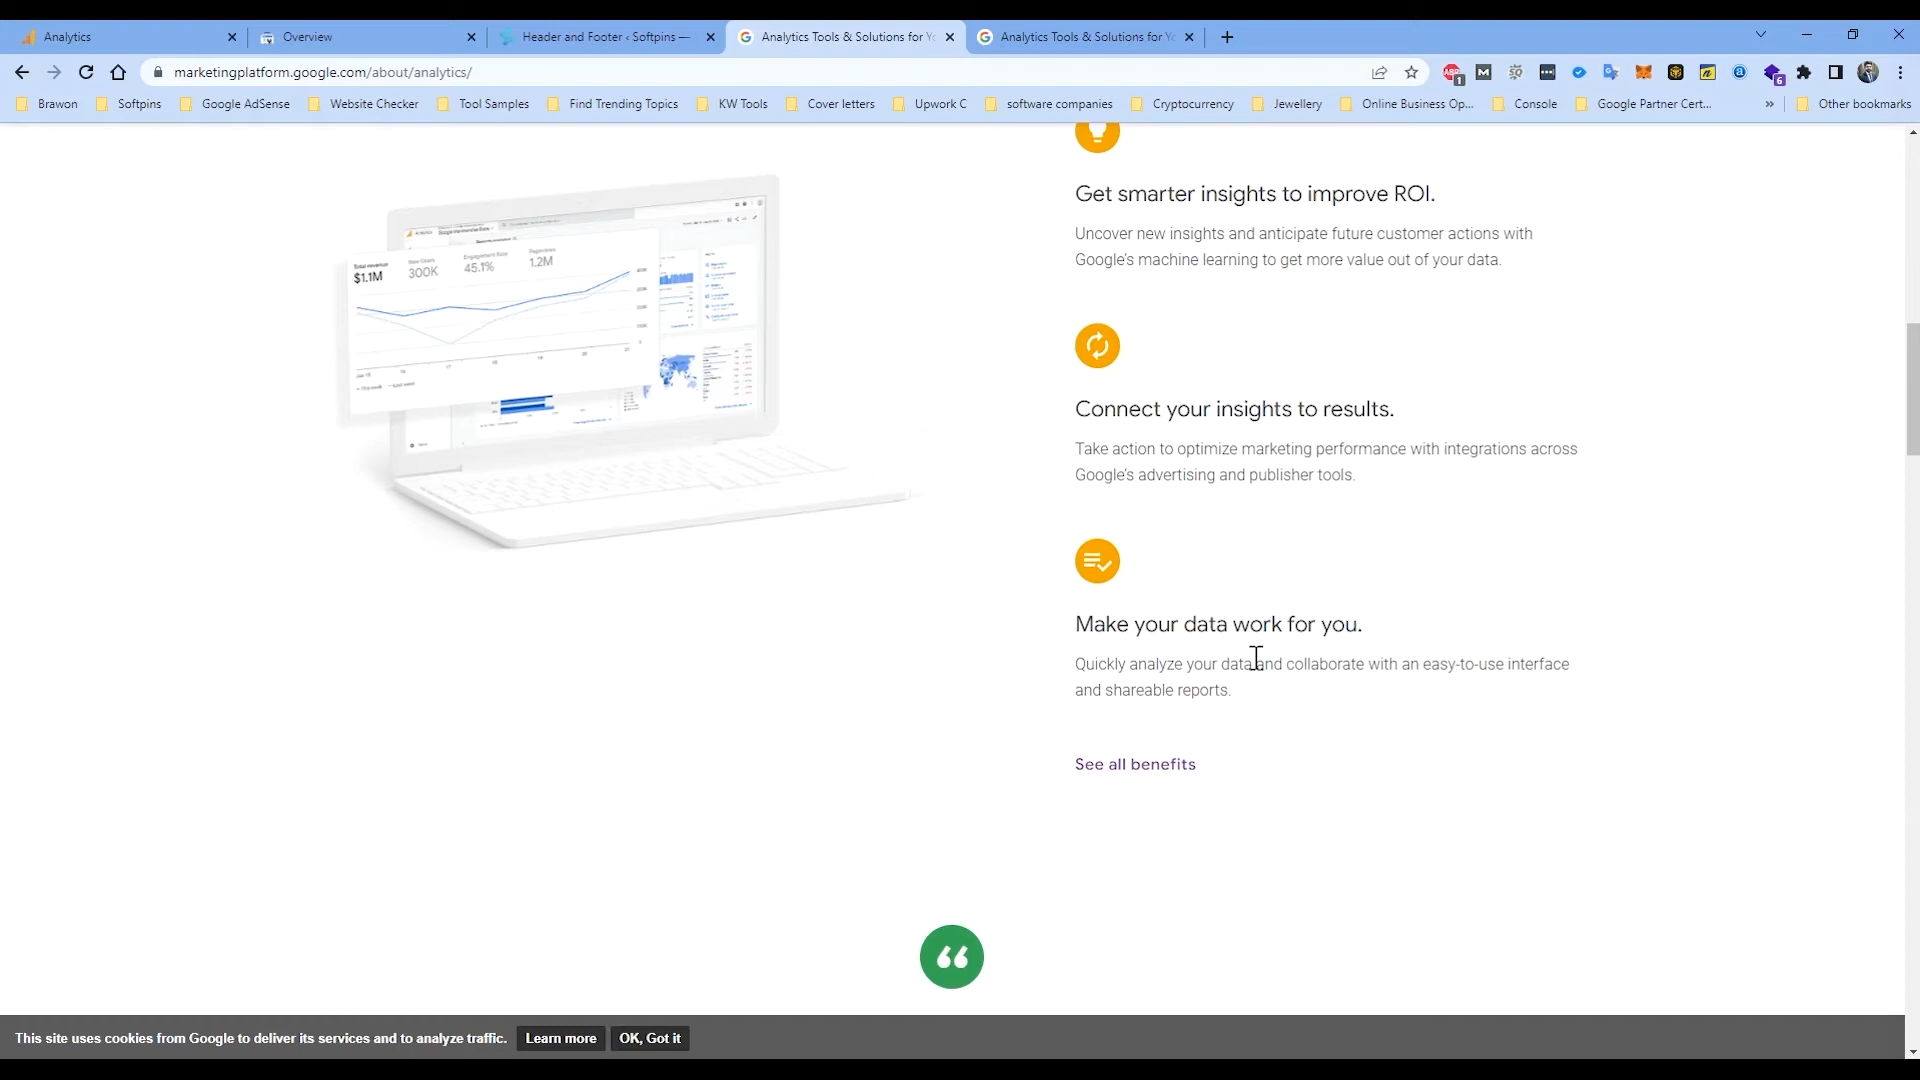 Analytics
Overview
Header and Footer ‹ Softpins —
Analytics Tools & Solutions for Yo
Analytics Tools & Solutions for Yo
marketingplatform.google.com/about/analytics/
Brawon
Softpins
Google AdSense
Website Checker
Tool Samples
Find Trending Topics
KW Tools
Cover letters
Upwork C
software companies
Cryptocurrency
Jewellery
Online Business Op...
Console
Google Partner Cert...
Other bookmarks
Get smarter insights to improve ROI.
Uncover new insights and anticipate future customer actions with
Google's machine learning to get more value out of your data.
Total revenue
$1.1M
New Users
300K
Engagement Rate
45.1%
Pageviews
1.2M
Connect your insights to results.
Take action to optimize marketing performance with integrations across
Google's advertising and publisher tools.
Make your data work for you.
Quickly analyze your data and collaborate with an easy-to-use interface
and shareable reports.
See all benefits
This site uses cookies from Google to deliver its services and to analyze traffic.
Learn more
OK, Got it